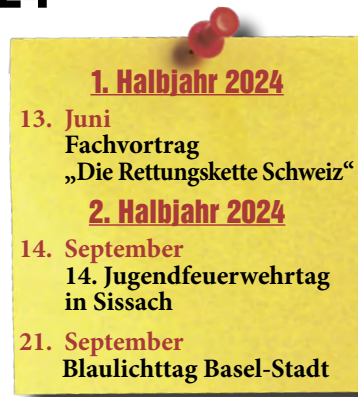 1. Halbjahr 2024
13. Juni
Fachvortrag
„Die Rettungskette Schweiz“
2. Halbjahr 2024
14. September
14. Jugendfeuerwehrtag
in Sissach
21. September
Blaulichttag Basel-Stadt